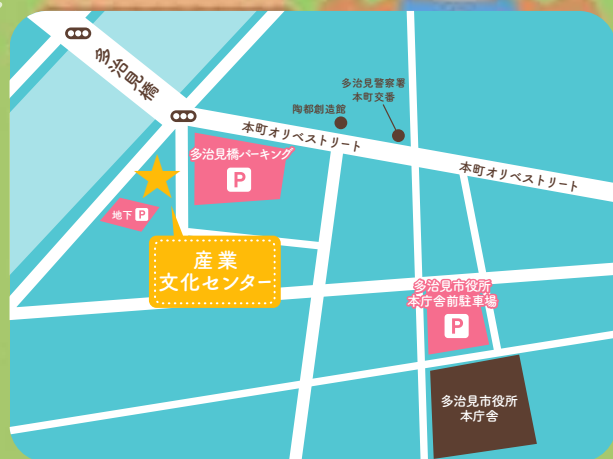 多治見橋
多治見警察署
本町交番
陶都創造館
本町オリベストリート
本町オリベストリート
多治見橋パーキング
P
地下 P
産業
文化センター
多治見市役所
本庁舎前駐車場
P
多治見市役所
本庁舎